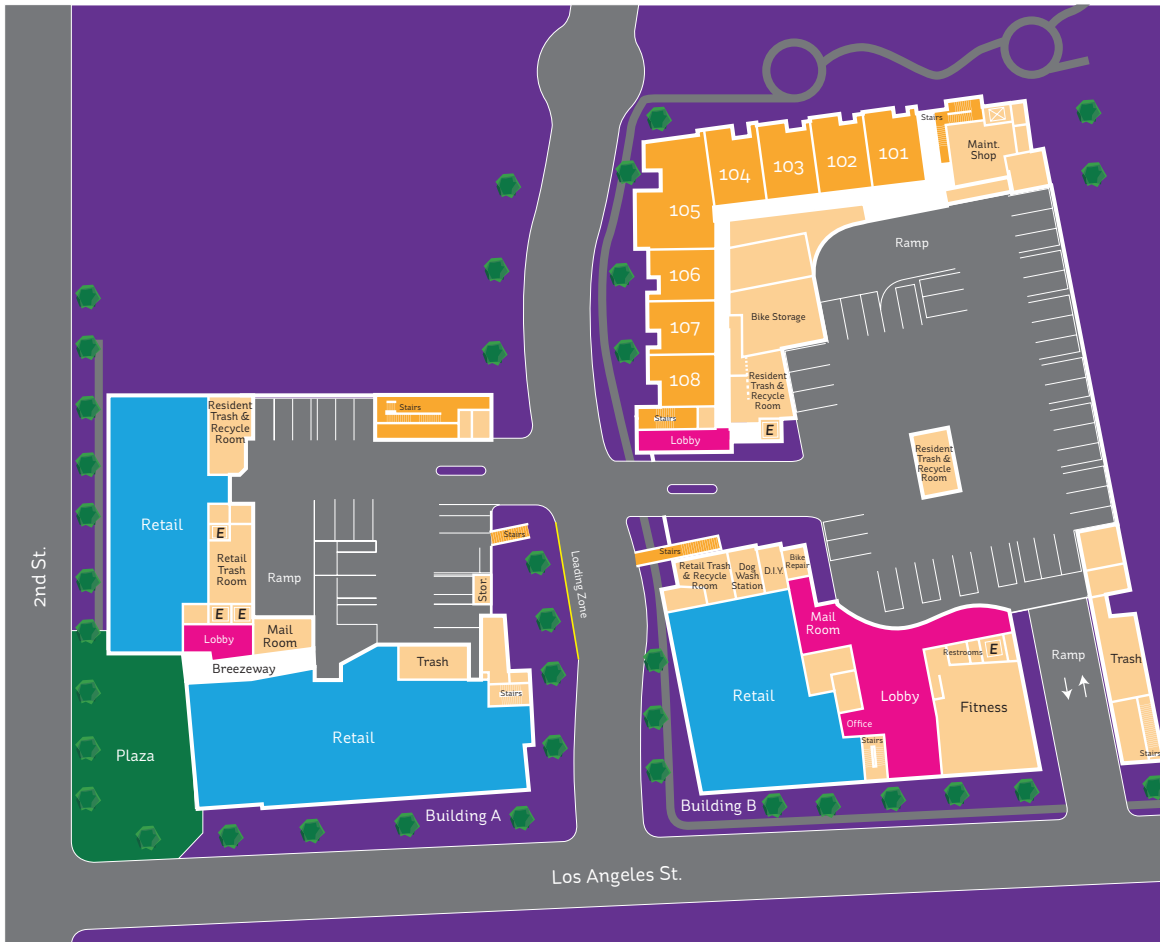 Stairs
Maint.
Shop
101
102
103
104
105
Ramp
106
107
108
Bike Storage
Resident
Trash &
Recycle
Room
Stairs
E
Lobby
Resident
Trash &
Recycle
Room
Stairs
Resident
Trash &
Recycle
Room
Retail
E
Retail
Trash
Room
Ramp
Stor.
Stairs
Loading Zone
2nd St.
E
E
Lobby
Mail
Room
Breezeway
Trash
Stairs
Retail
Plaza
Building A
Stairs
Retail Trash
& Recycle
Room
Dog
Wash
Station
D.I.Y.
Bike
Repair
Mail
Room
Retail
Lobby
Office
Stairs
Restrooms
E
Fitness
Ramp
Trash
Stairs
Building B
Los Angeles St.